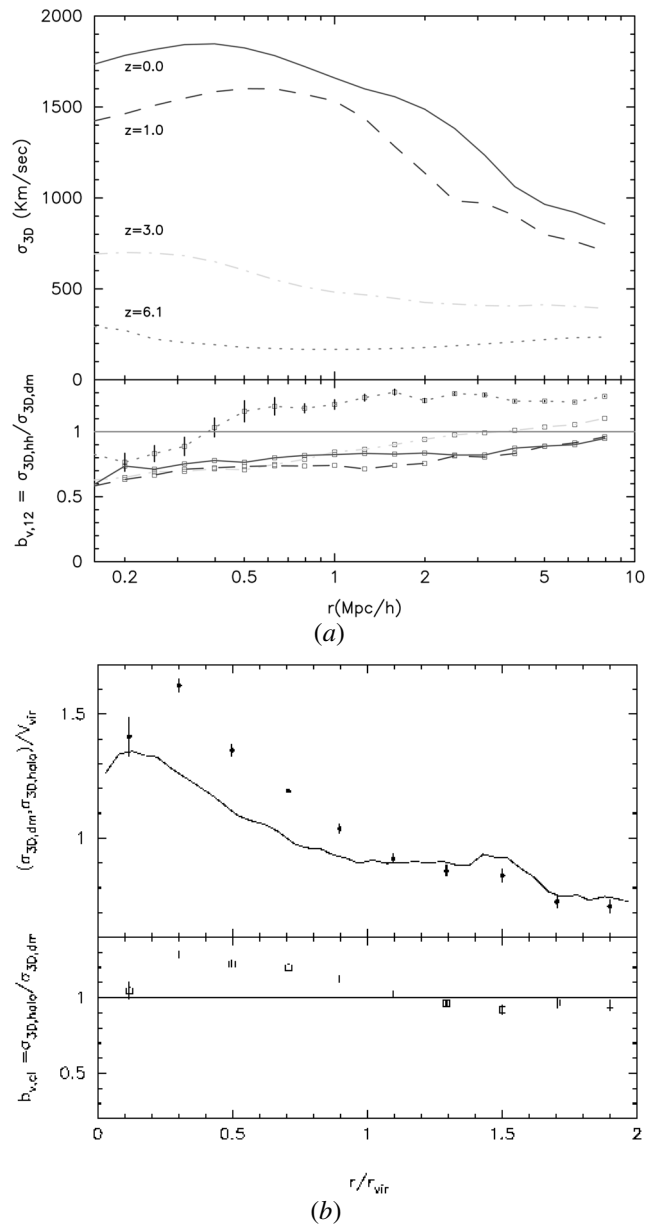 2000
1500
1000
500
0
σ3D (Km/sec)
z=0.0
z=1.0
z=3.0
z=6.1
1
0.5
0
bv,12 = σ3D,hh/σ3D,dm
0.2 0.5 1 2 5 10
r(Mpc/h)
(a)
1.5
1
(σ3D,dm,σ3D,halo)/Vvir
1
0.5
bv,cl=σ3D,halo/σ3D,dm
0 0.5 1 1.5 2
r/rvir
(b)